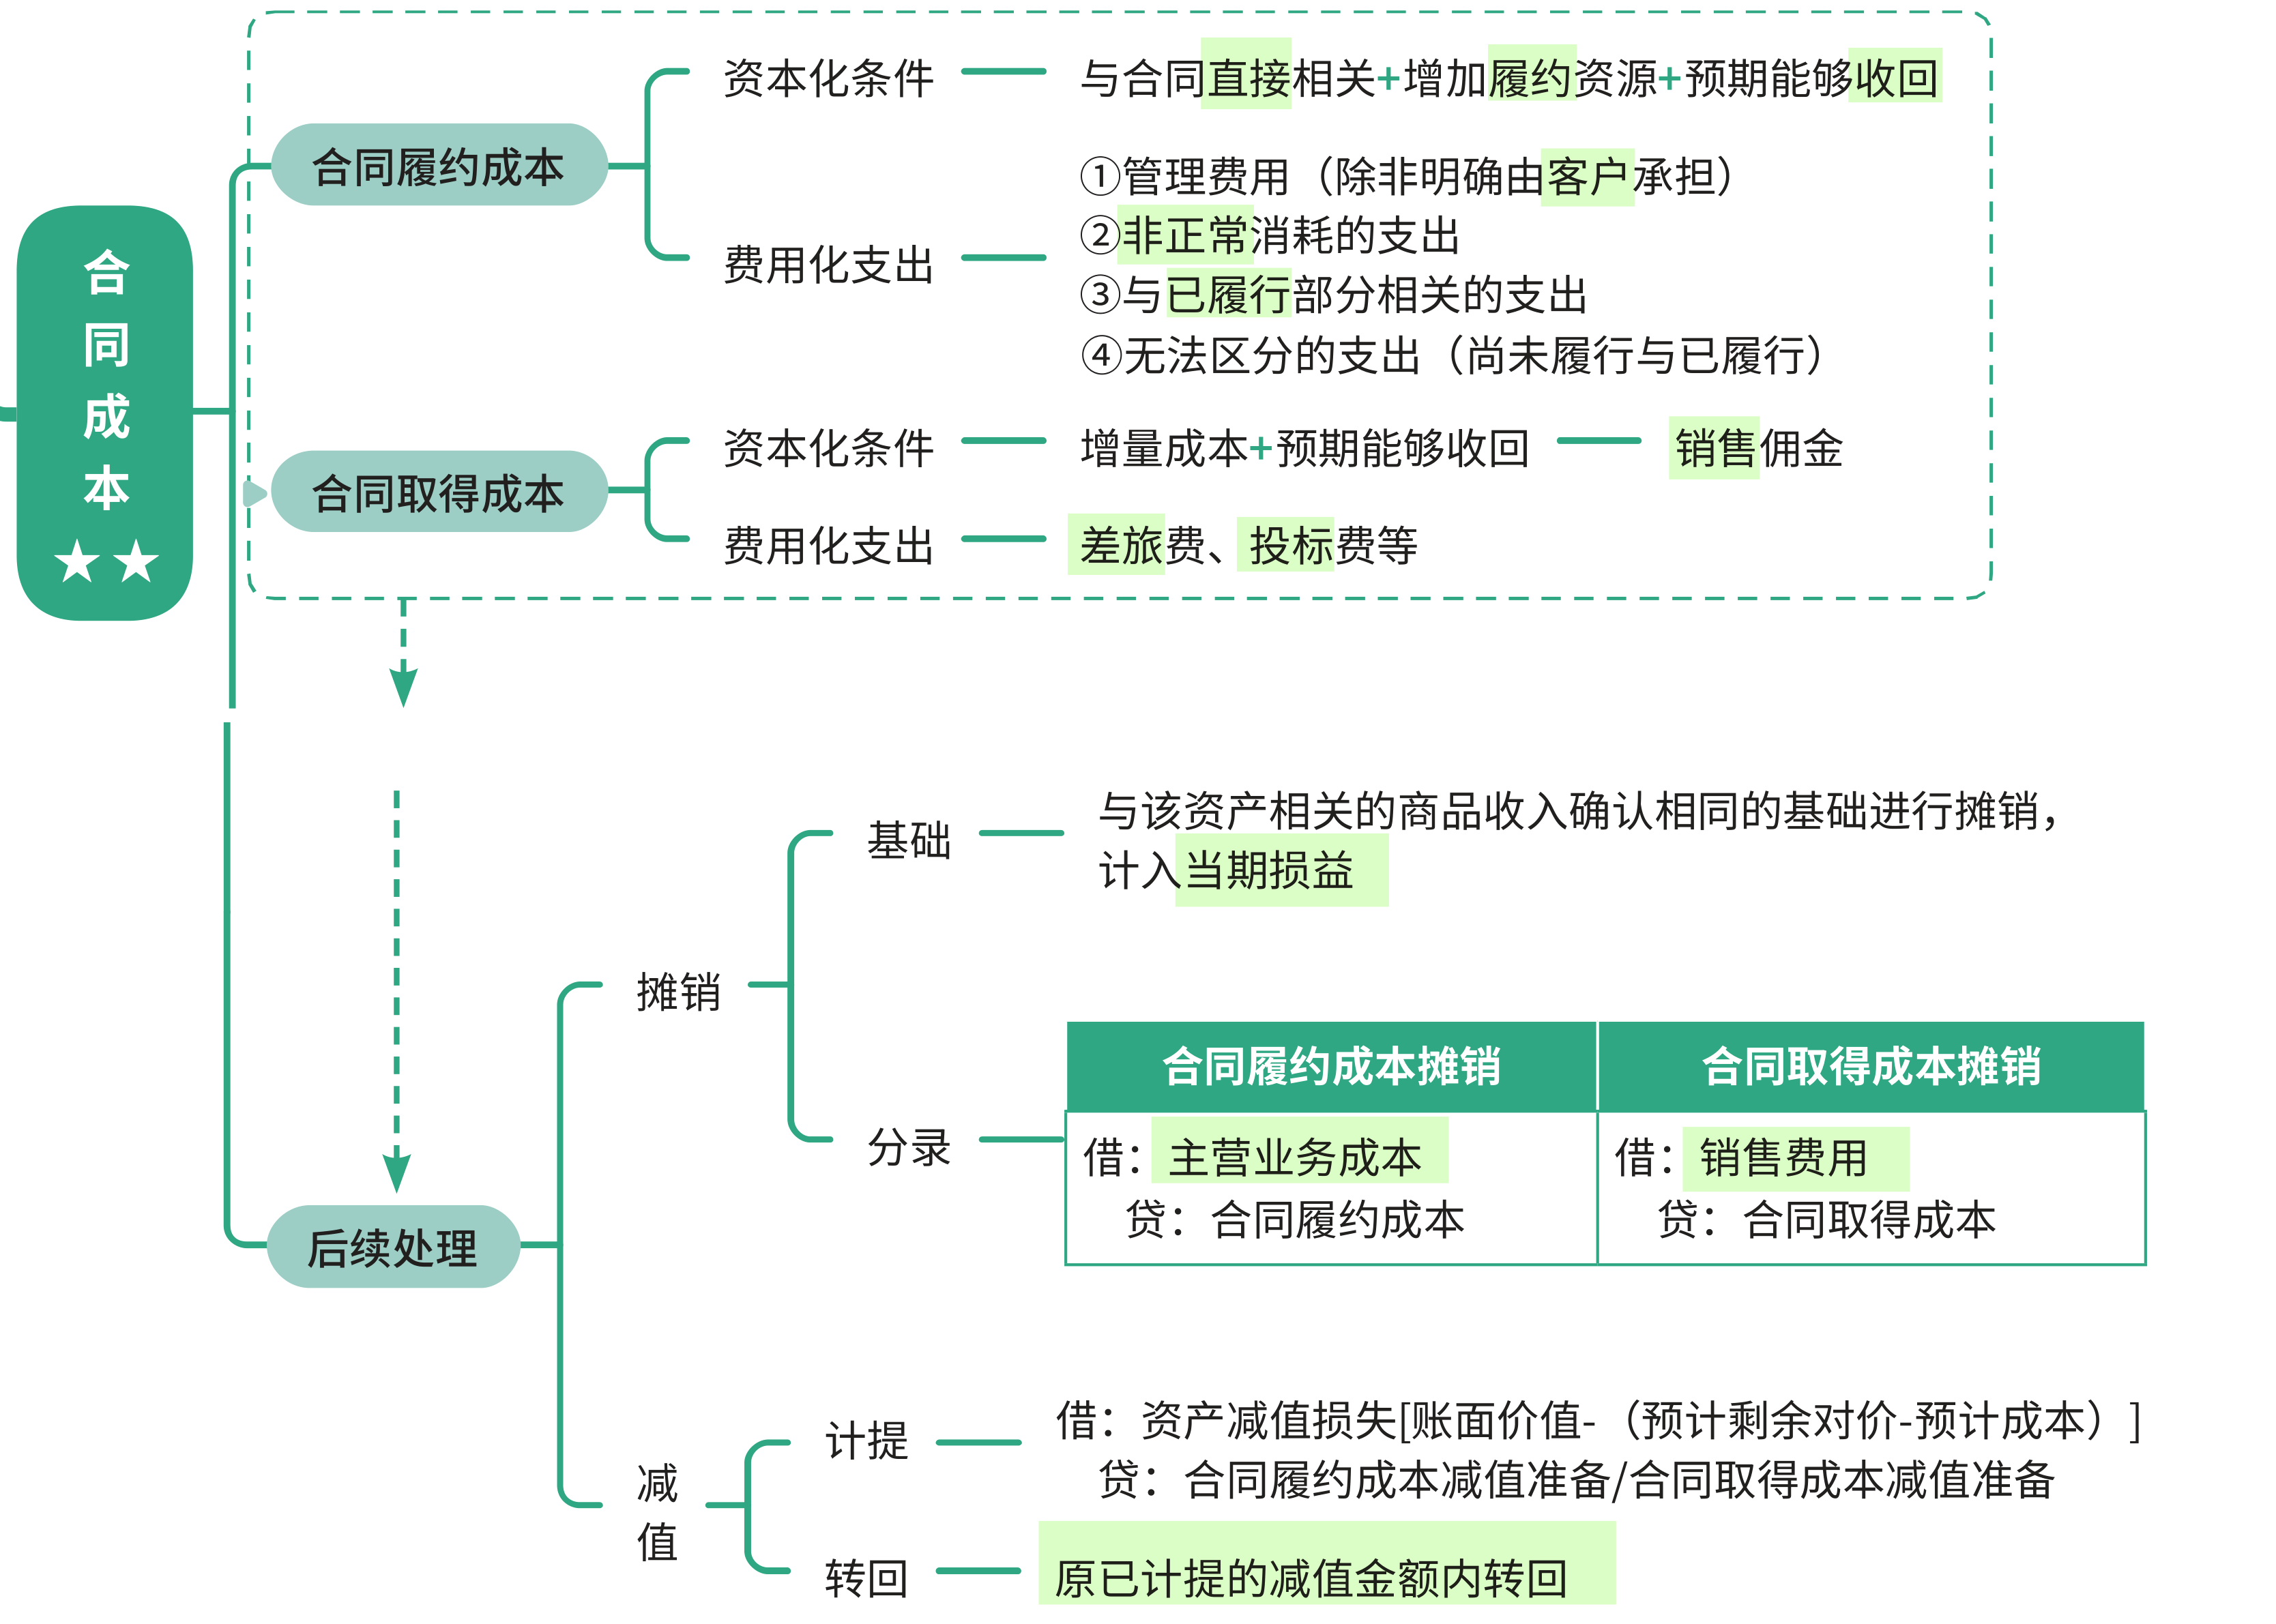 合同成本
★★
合同履约成本
资本化条件
与合同直接相关+增加履约资源+预期能够收回
费用化支出
①管理费用（除非明确由客户承担）
②非正常消耗的支出
③与已履行部分相关的支出
④无法区分的支出（尚未履行与已履行）
合同取得成本
资本化条件
增量成本+预期能够收回
销售佣金
费用化支出
差旅费、投标费等
后续处理
摊销
基础
与该资产相关的商品收入确认相同的基础进行摊销，
计入当期损益
分录
合同履约成本摊销
合同取得成本摊销
借：主营业务成本
贷：合同履约成本
借：销售费用
贷：合同取得成本
减值
计提
借：资产减值损失[账面价值-（预计剩余对价-预计成本）]
贷：合同履约成本减值准备/合同取得成本减值准备
转回
原已计提的减值金额内转回